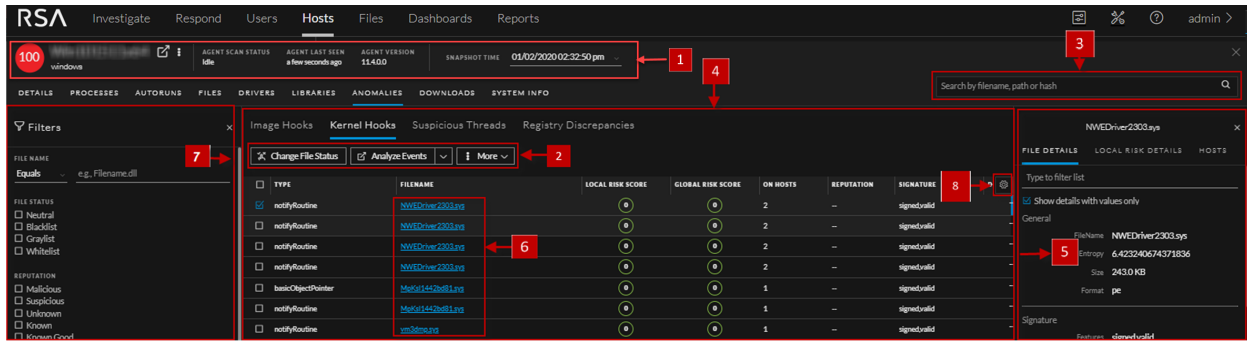 RSA Investigate Respond Users Hosts Files Dashboards Reports admin >
3
100 AGENT SCAN STATUS AGENT LAST SEEN AGENT VERSION SNAPSHOT TIME 01/02/2020 02:32:50 pm 1
windows Idle a few seconds ago 11.4.0.0
4
DETAILS PROCESSES AUTORUNS FILES DRIVERS LIBRARIES ANOMALIES DOWNLOADS SYSTEM INFO
Search by filename, path or hash
Filters ×
7
FILE NAME
Equals e.g., Filename.dll
FILE STATUS
Neutral
Blacklist
Graylist
Whitelist
REPUTATION
Malicious
Suspicious
Unknown
Known
Known Good
Image Hooks Kernel Hooks Suspicious Threads Registry Discrepancies
Change File Status Analyze Events More 2
TYPE FILENAME LOCAL RISK SCORE GLOBAL RISK SCORE ON HOSTS REPUTATION SIGNATURE 8
notifyRoutine NWEDriver2303.sys 0 0 2 -- signed,valid
notifyRoutine NWEDriver2303.sys 0 0 2 -- signed,valid
notifyRoutine NWEDriver2303.sys 0 0 2 -- signed,valid
6
notifyRoutine NWEDriver2303.sys 0 0 2 -- signed,valid
basicObjectPointer MpKsl1442bd81.sys 0 0 1 -- signed,valid
notifyRoutine MpKsl1442bd81.sys 0 0 1 -- signed,valid
notifyRoutine vm3dmp.sys 0 0 1 -- signed,valid
NWEDriver2303.sys ×
FILE DETAILS LOCAL RISK DETAILS HOSTS
Type to filter list
Show details with values only
General
FileName NWEDriver2303.sys
5
Entropy 6.423240674371836
Size 243.0 KB
Format pe
Signature
Features signed,valid